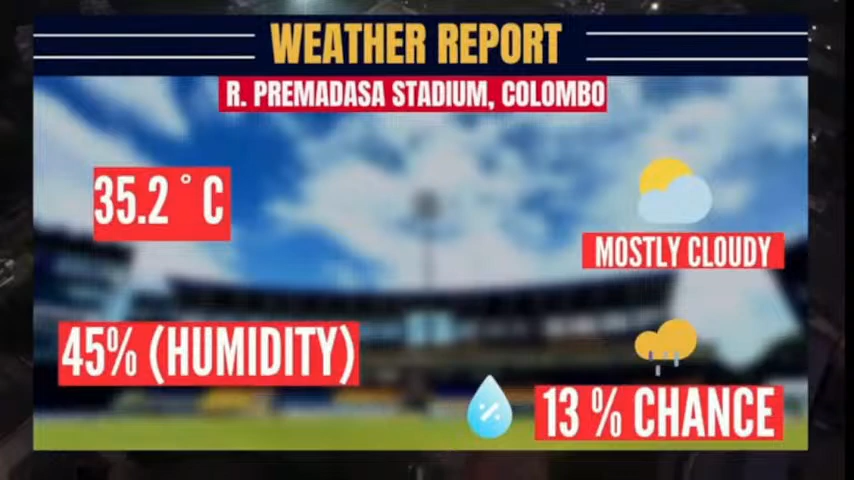 WEATHER REPORT
R. PREMADASA STADIUM, COLOMBO
35.2 ° C
MOSTLY CLOUDY
45% (HUMIDITY)
13 % CHANCE